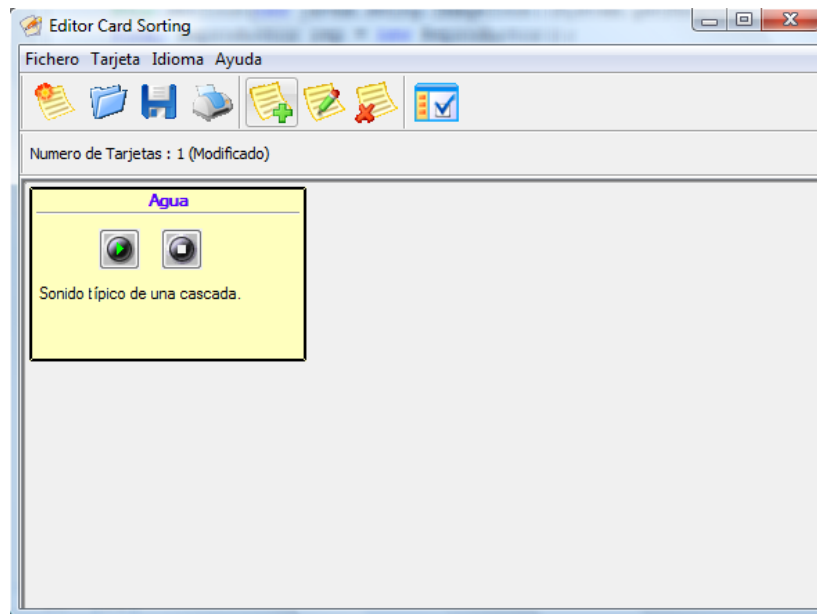 Editor Card Sorting
Fichero Tarjeta Idioma Ayuda
Numero de Tarjetas : 1 (Modificado)
Agua
Sonido típico de una cascada.